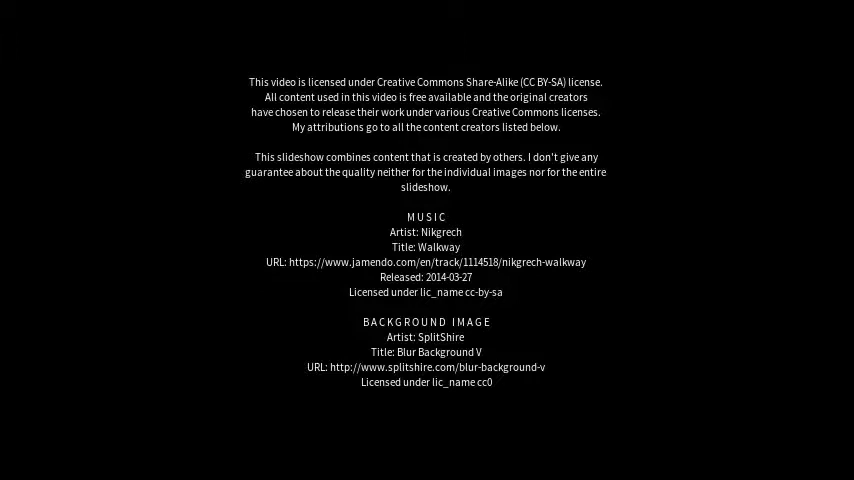 This video is licensed under Creative Commons Share-Alike (CC BY-SA) license.
All content used in this video is free available and the original creators
have chosen to release their work under various Creative Commons licenses.
My attributions go to all the content creators listed below.
This slideshow combines content that is created by others. I don't give any
guarantee about the quality neither for the individual images nor for the entire
slideshow.
MUSIC
Artist: Nikgrech
Title: Walkway
URL: https://www.jamendo.com/en/track/1114518/nikgrech-walkway
Released: 2014-03-27
Licensed under lic_name cc-by-sa
BACKGROUND IMAGE
Artist: SplitShire
Title: Blur Background V
URL: http://www.splitshire.com/blur-background-v
Licensed under lic_name cc0